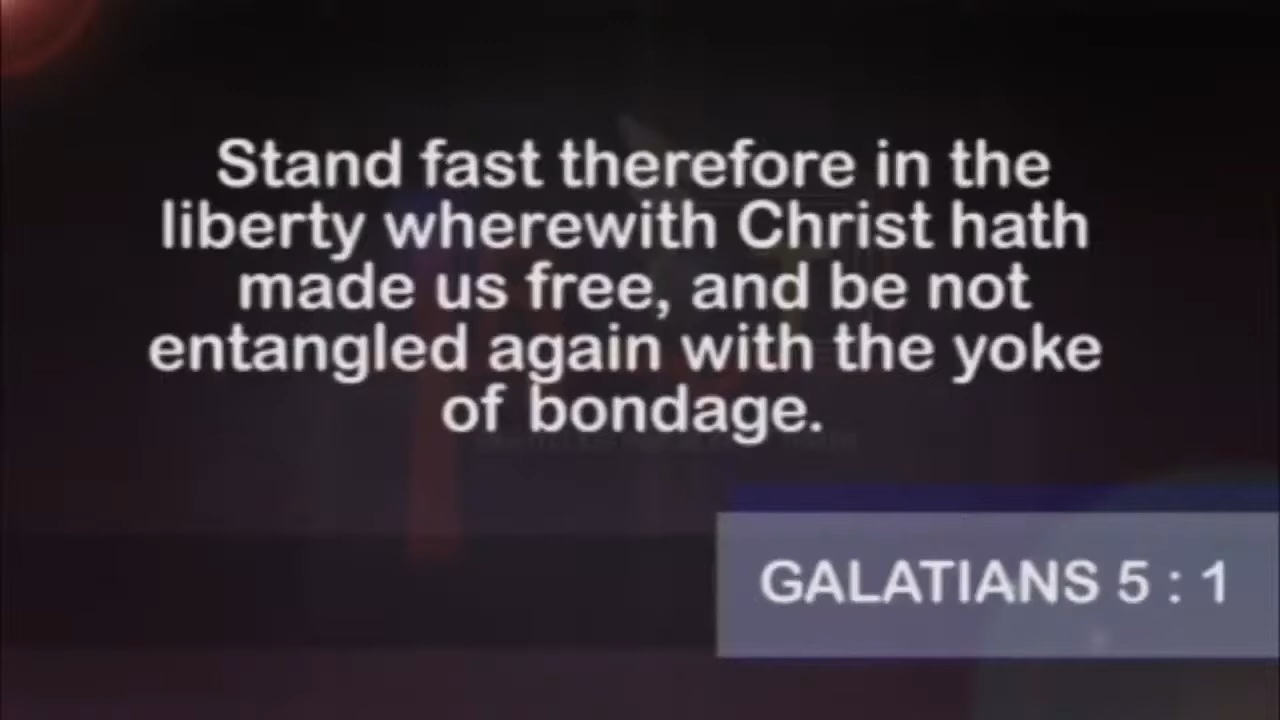 Stand fast therefore in the
liberty wherewith Christ hath
made us free, and be not
entangled again with the yoke
of bondage.
GALATIANS 5 : 1